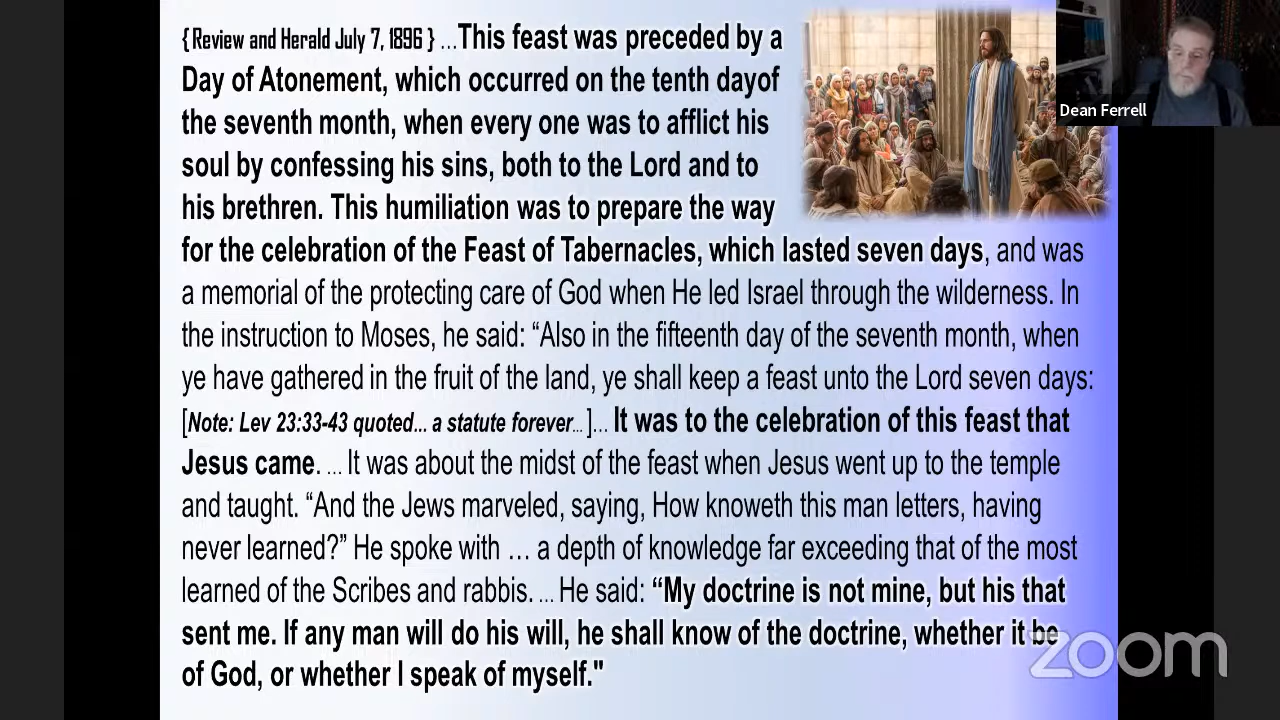 { Review and Herald July 7, 1896 } ...This feast was preceded by a
Day of Atonement, which occurred on the tenth dayof
the seventh month, when every one was to afflict his
soul by confessing his sins, both to the Lord and to
his brethren. This humiliation was to prepare the way
for the celebration of the Feast of Tabernacles, which lasted seven days, and was
a memorial of the protecting care of God when He led Israel through the wilderness. In
the instruction to Moses, he said: “Also in the fifteenth day of the seventh month, when
ye have gathered in the fruit of the land, ye shall keep a feast unto the Lord seven days:
[Note: Lev 23:33-43 quoted... a statute forever... ]... It was to the celebration of this feast that
Jesus came. ... It was about the midst of the feast when Jesus went up to the temple
and taught. “And the Jews marveled, saying, How knoweth this man letters, having
never learned?” He spoke with … a depth of knowledge far exceeding that of the most
learned of the Scribes and rabbis. ... He said: “My doctrine is not mine, but his that
sent me. If any man will do his will, he shall know of the doctrine, whether it be
of God, or whether I speak of myself."
Dean Ferrell
zoom